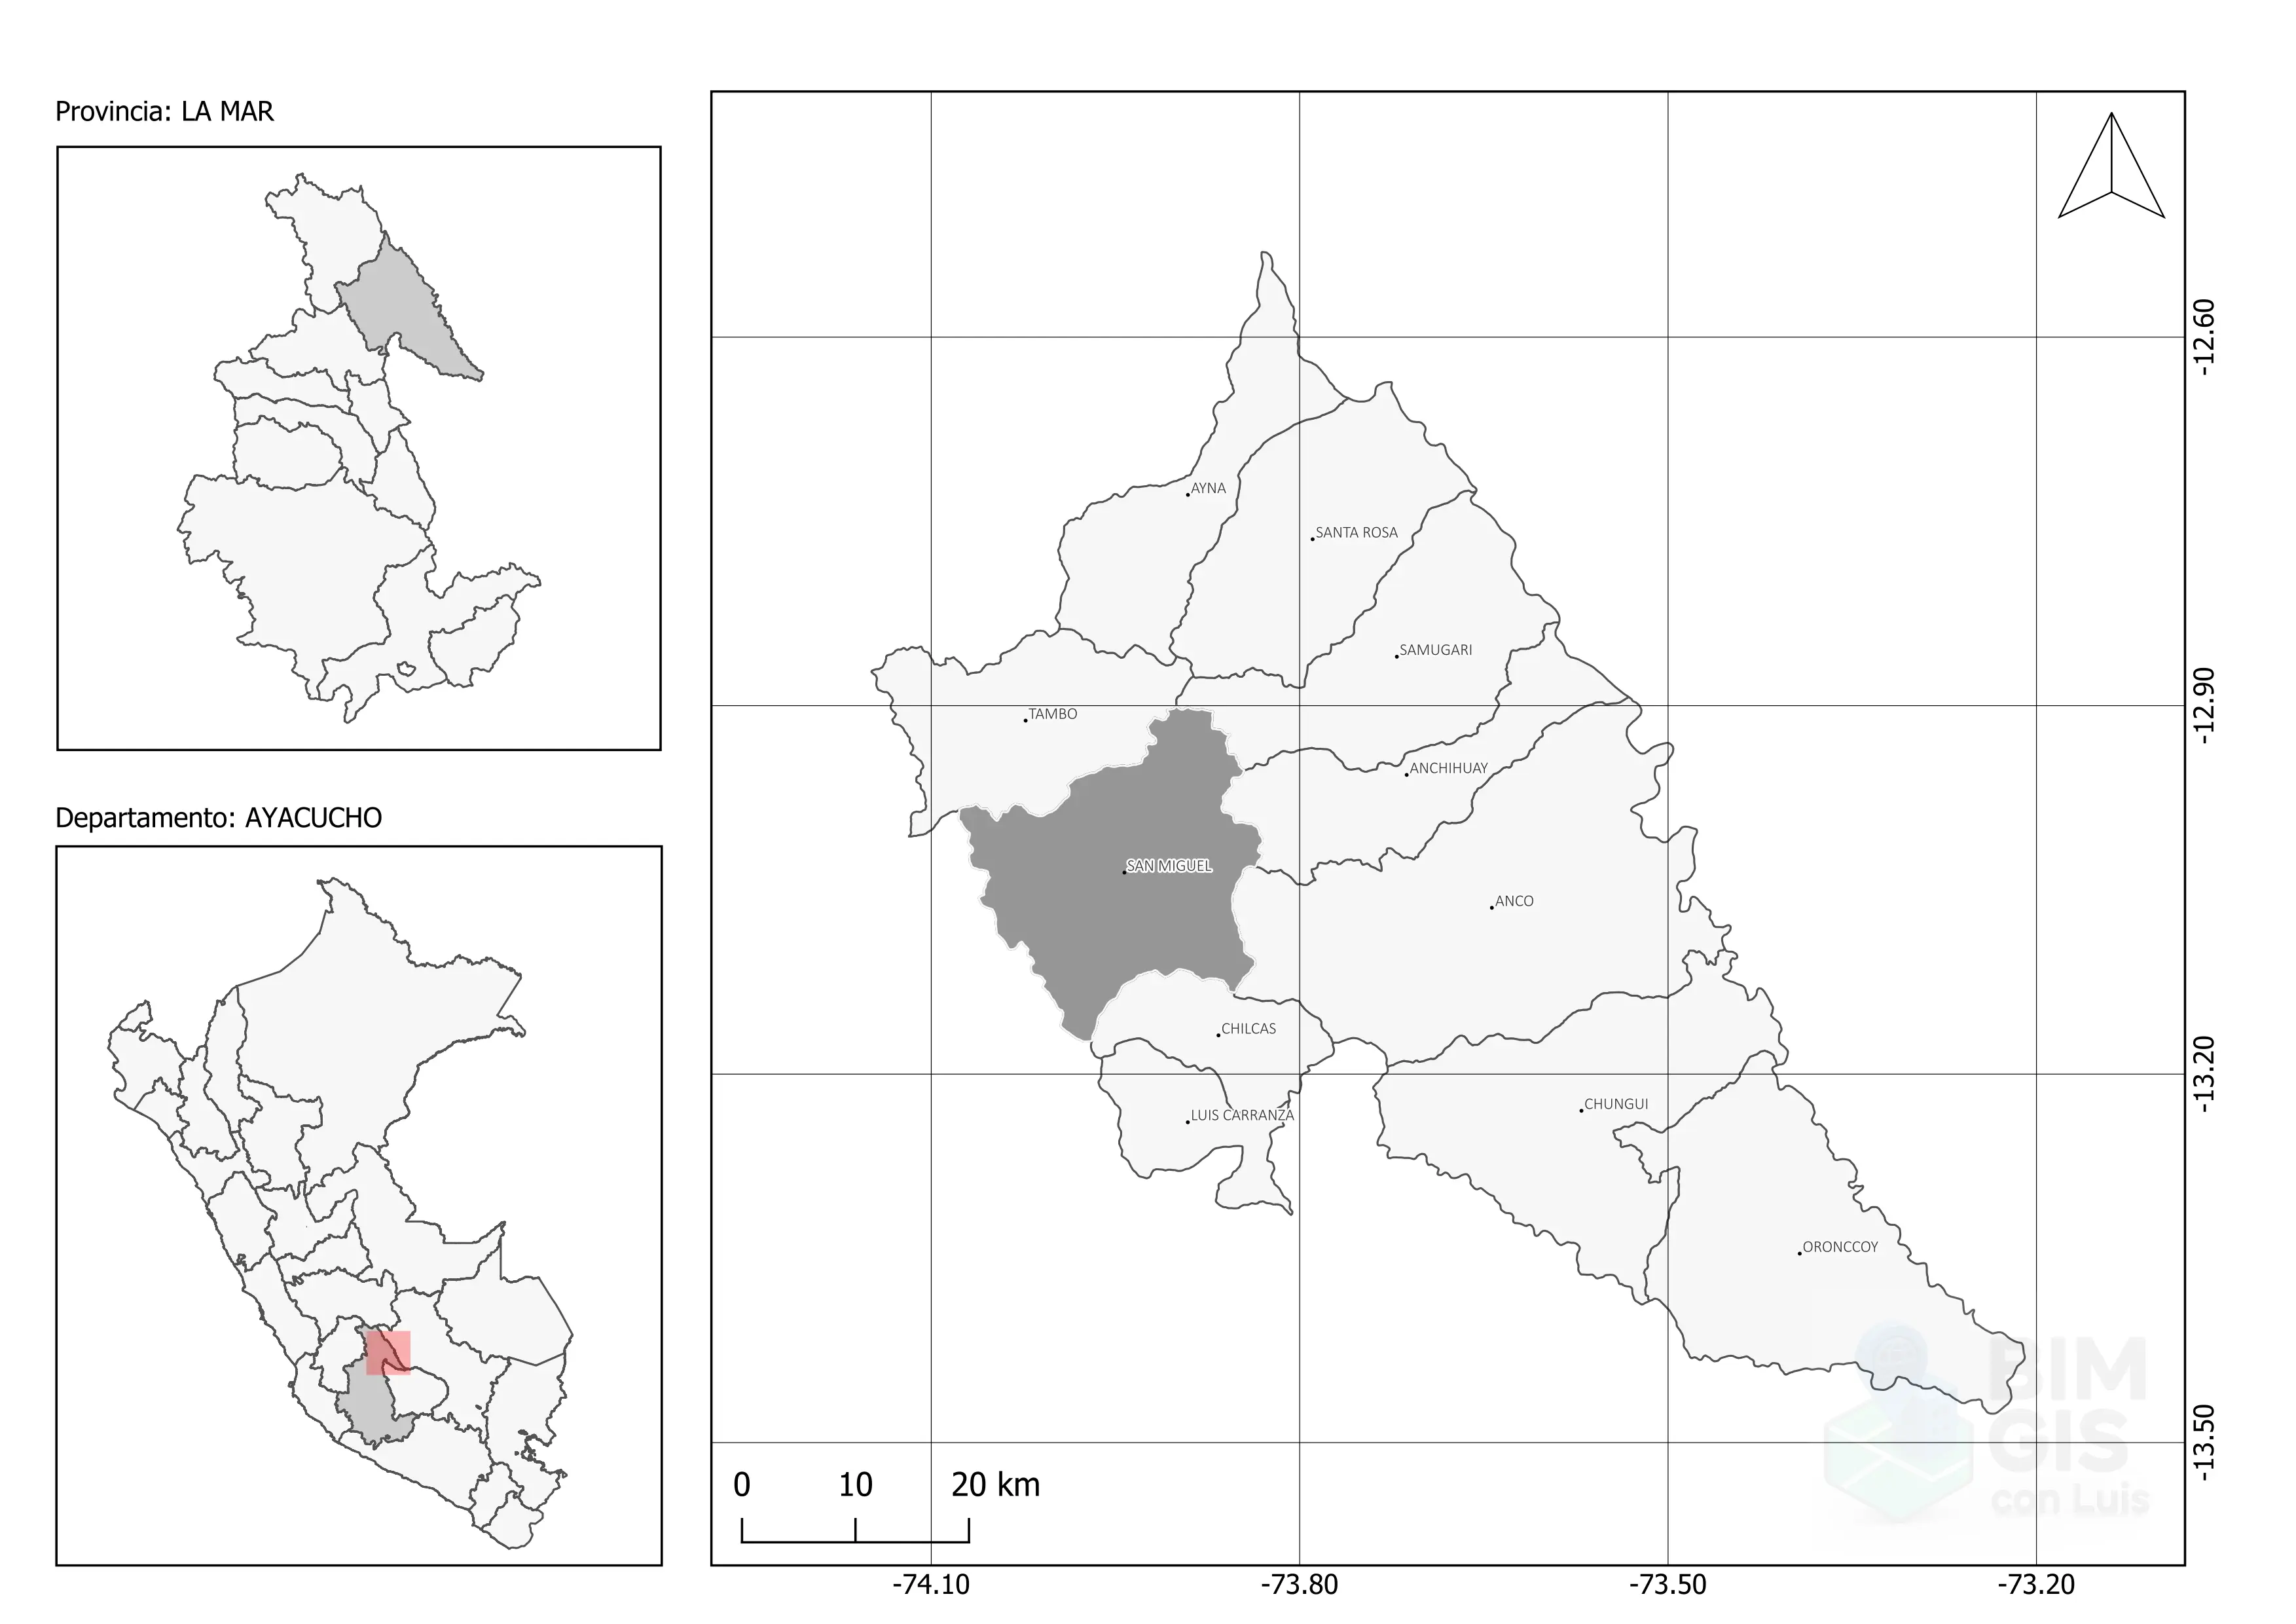 Provincia: LA MAR
Departamento: AYACUCHO
AYNA
SANTA ROSA
SAMUGARI
TAMBO
ANCHIHUAY
SAN MIGUEL
ANCO
CHILCAS
LUIS CARRANZA
CHUNGUI
ORONCCOY
-12.60
-12.90
-13.20
-13.50
0 10 20 km
-74.10 -73.80 -73.50 -73.20
BIM
GIS
con Luis